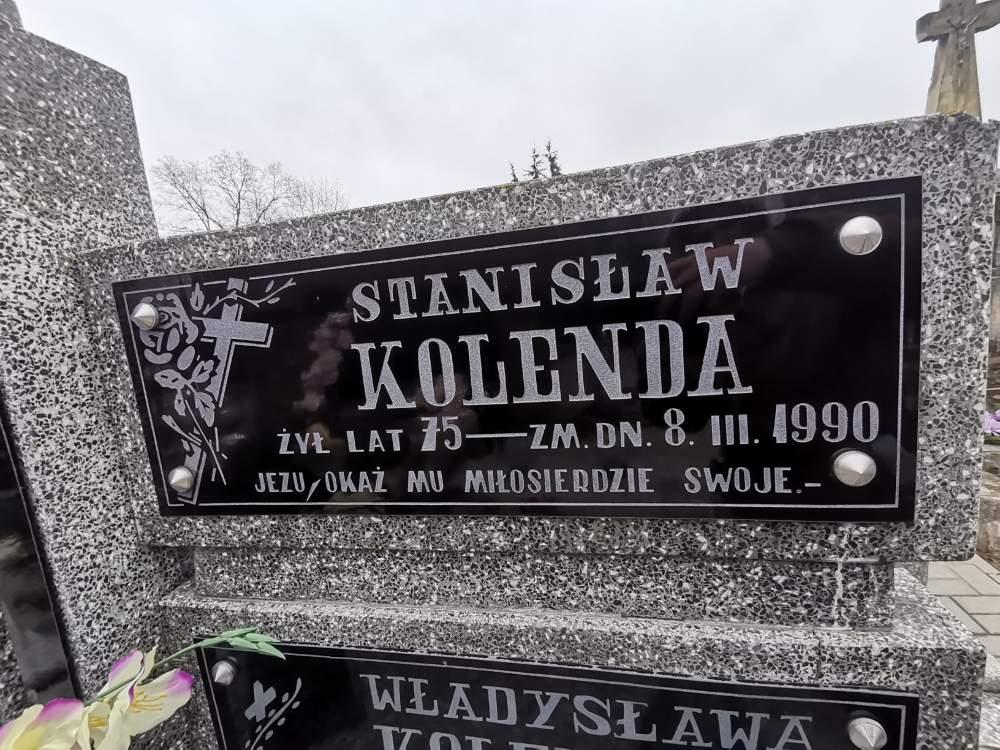 STANISŁAW
KOLENDA
ŻYŁ LAT 75—ZM. DN. 8. III. 1990
JEZU, OKAŻ MU MIŁOSIERDZIE SWOJE.-
WŁADYSŁAWA